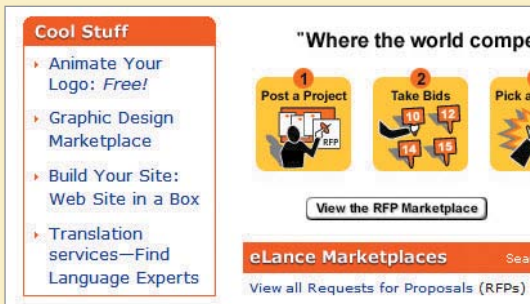 Cool Stuff
Animate Your
Logo: Free!
Graphic Design
Marketplace
Build Your Site:
Web Site in a Box
Translation
services—Find
Language Experts
"Where the world compe
1
Post a Project
RFP
2
Take Bids
10 12
14 15
Pick a
View the RFP Marketplace
eLance Marketplaces Sea
View all Requests for Proposals (RFPs)